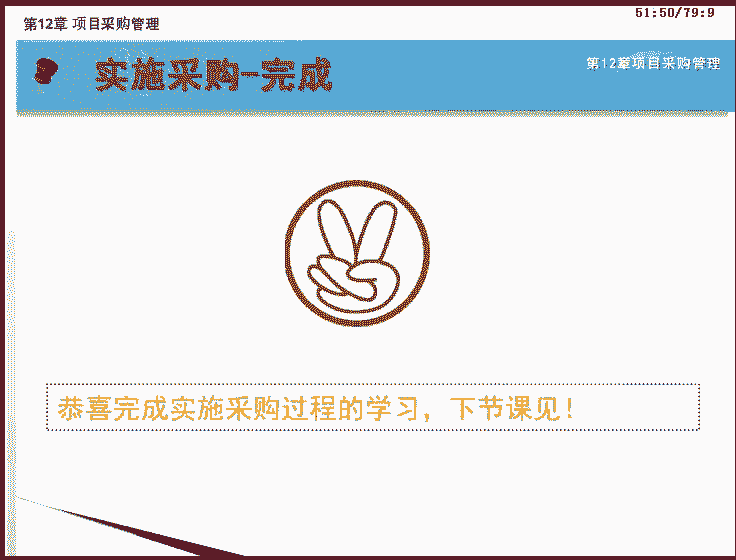 第12章 项目采购管理
51:50/79:9
实施采购-完成
第12章项目采购管理
恭喜完成实施采购过程的学习，下节课见！